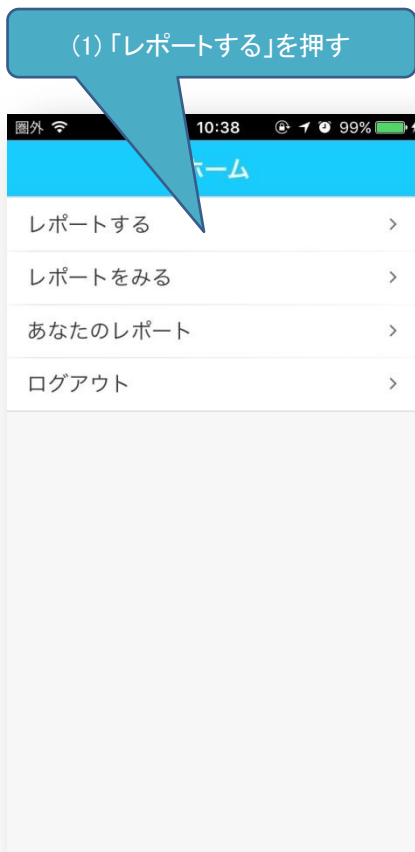 (1)「レポートする」を押す
圏外 10:38 99%
ホーム
レポートする
レポートをみる
あなたのレポート
ログアウト